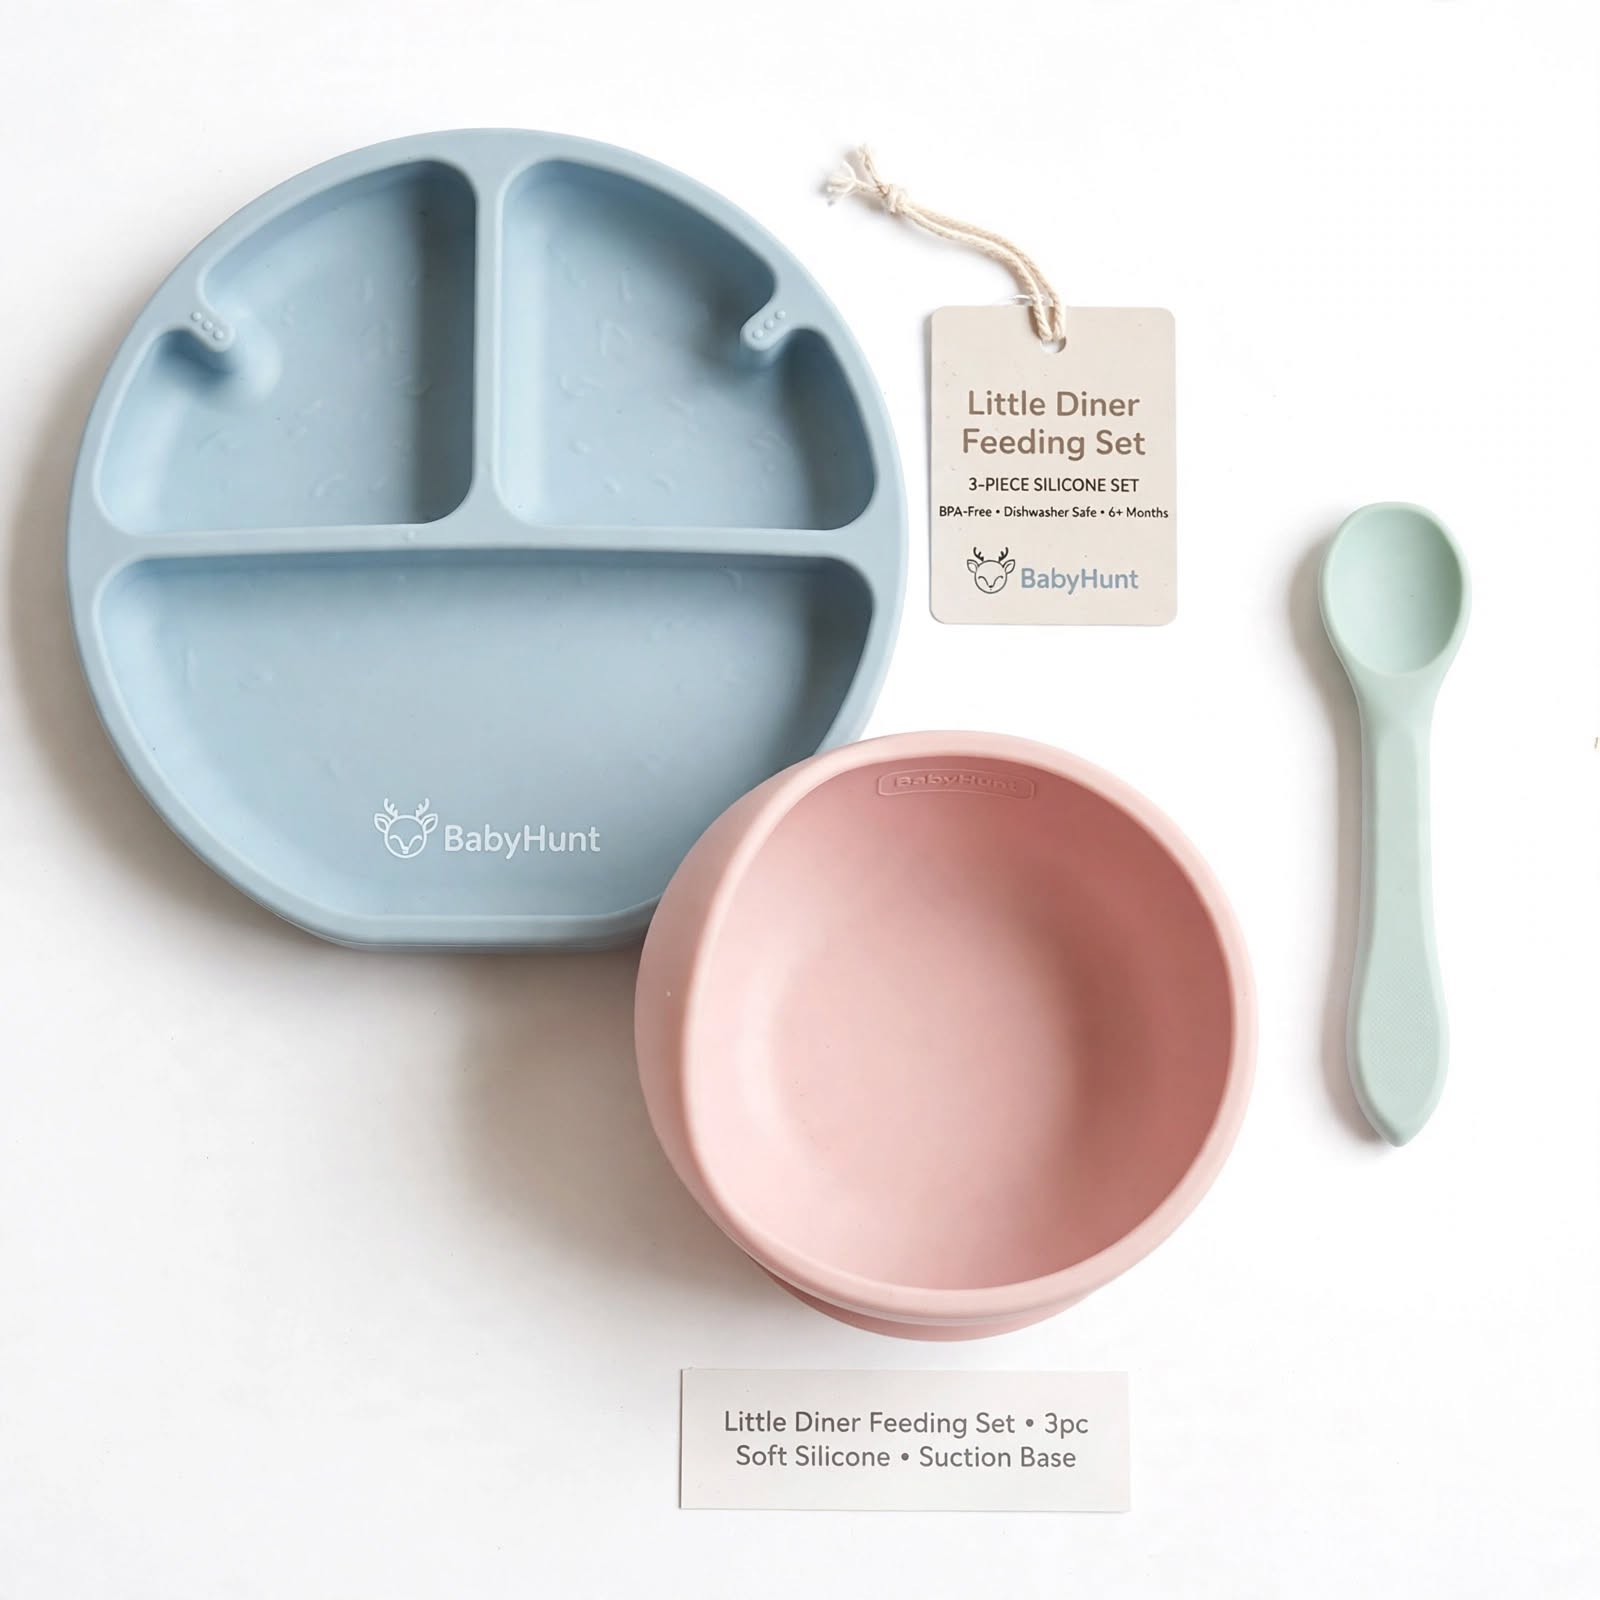 Little Diner
Feeding Set
3-PIECE SILICONE SET
BPA-Free • Dishwasher Safe • 6+ Months
BabyHunt
BabyHunt
BabyHunt
Little Diner Feeding Set • 3pc
Soft Silicone • Suction Base